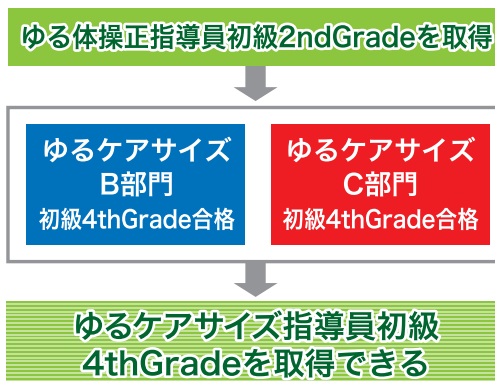 ゆる体操正指導員初級2ndGradeを取得
ゆるケアサイズ
B部門
初級4thGrade合格
ゆるケアサイズ
C部門
初級4thGrade合格
ゆるケアサイズ指導員初級
4thGradeを取得できる